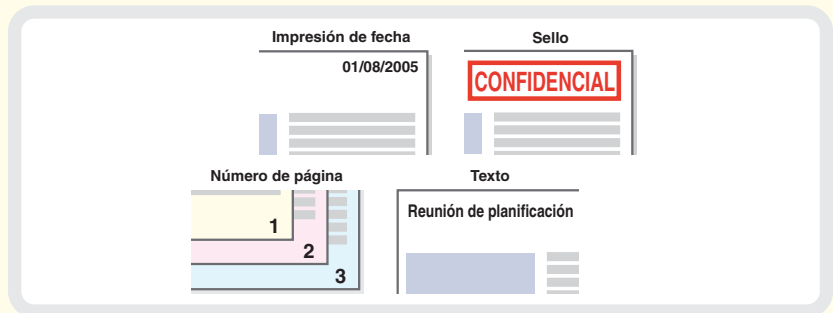 Impresión de fecha
01/08/2005
Sello
CONFIDENCIAL
Número de página
1
2
3
Texto
Reunión de planificación